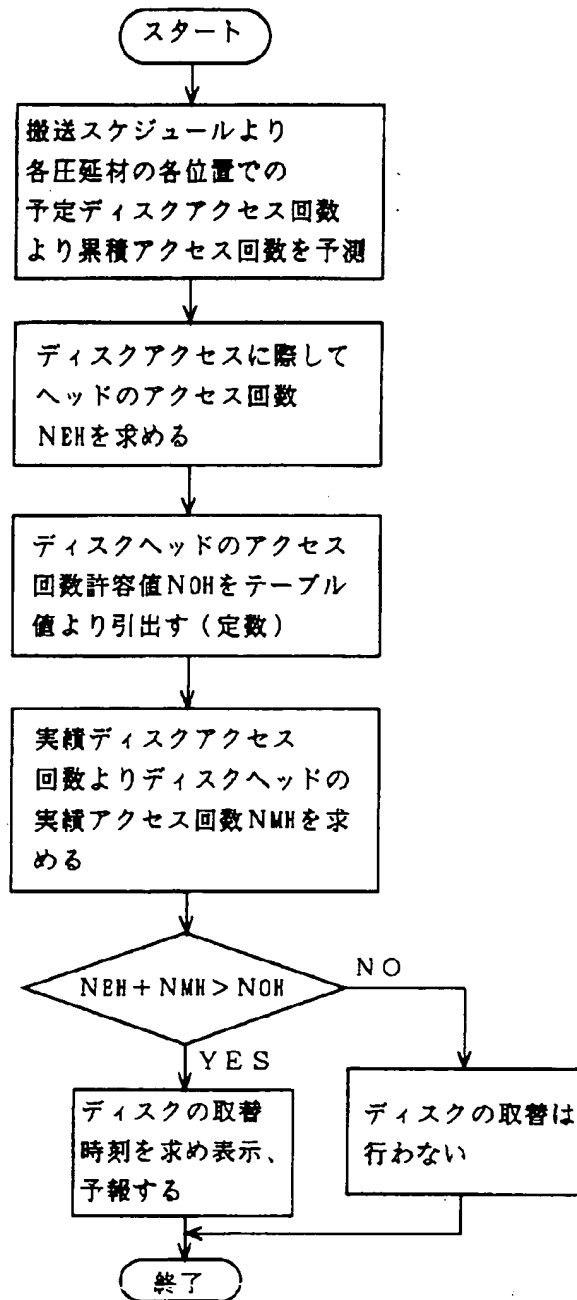 スタート
搬送スケジュールより
各圧延材の各位置での
予定ディスクアクセス回数
より累積アクセス回数を予測
ディスクアクセスに際して
ヘッドのアクセス回数
NEHを求める
ディスクヘッドのアクセス
回数許容値NOHをテーブル
値より引出す(定数)
実績ディスクアクセス
回数よりディスクヘッドの
実績アクセス回数NMHを求
める
NEH+NMH>NOH
NO
YES
ディスクの取替
時刻を求め表示、
予報する
ディスクの取替は
行わない
終了